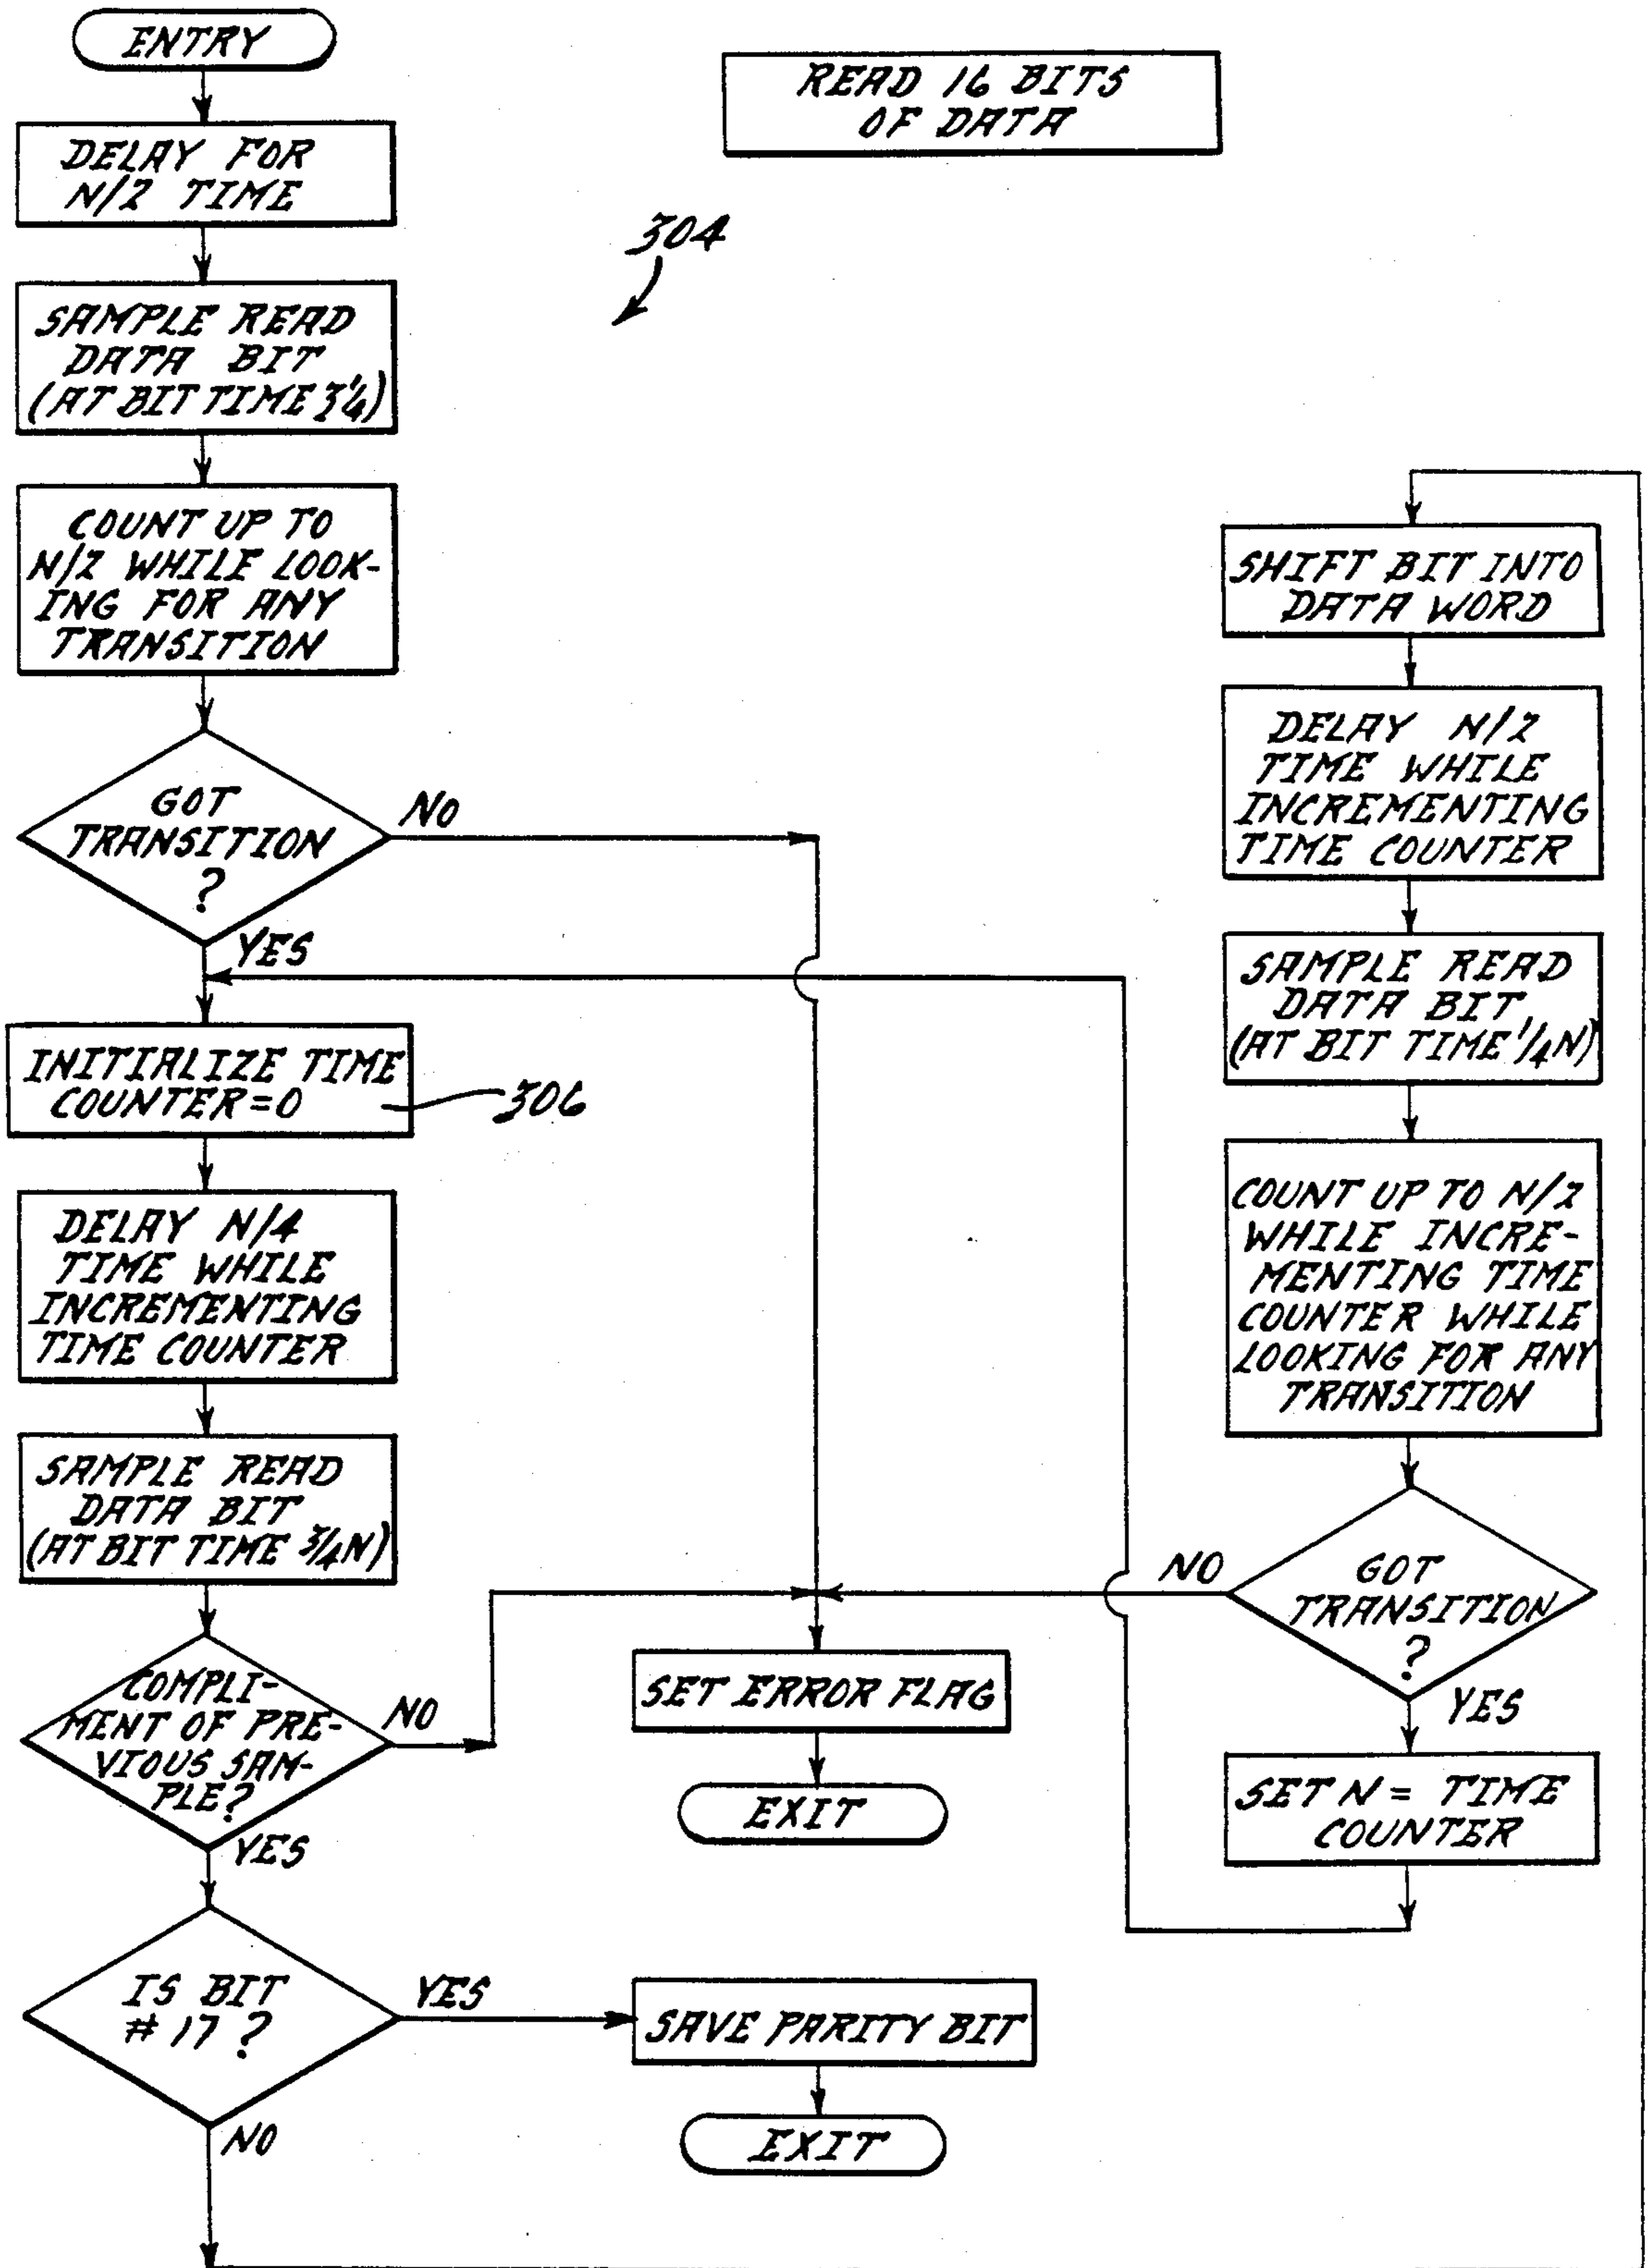 ENTRY
READ 16 BITS
OF DATA
DELAY FOR
N/2 TIME
304
SAMPLE READ
DATA BIT
(AT BIT TIME 3/4)
COUNT UP TO
N/2 WHILE LOOK-
ING FOR ANY
TRANSITION
GOT
TRANSITION
?
NO
YES
INITIALIZE TIME
COUNTER=0
306
DELAY N/4
TIME WHILE
INCREMENTING
TIME COUNTER
SAMPLE READ
DATA BIT
(AT BIT TIME 3/4N)
COMPLI-
MENT OF PRE-
VIOUS SAM-
PLE?
NO
YES
IS BIT
# 17 ?
YES
NO
SET ERROR FLAG
EXIT
SAVE PARITY BIT
EXIT
SHIFT BIT INTO
DATA WORD
DELAY N/2
TIME WHILE
INCREMENTING
TIME COUNTER
SAMPLE READ
DATA BIT
(AT BIT TIME 1/4N)
COUNT UP TO N/2
WHILE INCRE-
MENTING TIME
COUNTER WHILE
LOOKING FOR ANY
TRANSITION
GOT
TRANSITION
?
NO
YES
SET N = TIME
COUNTER